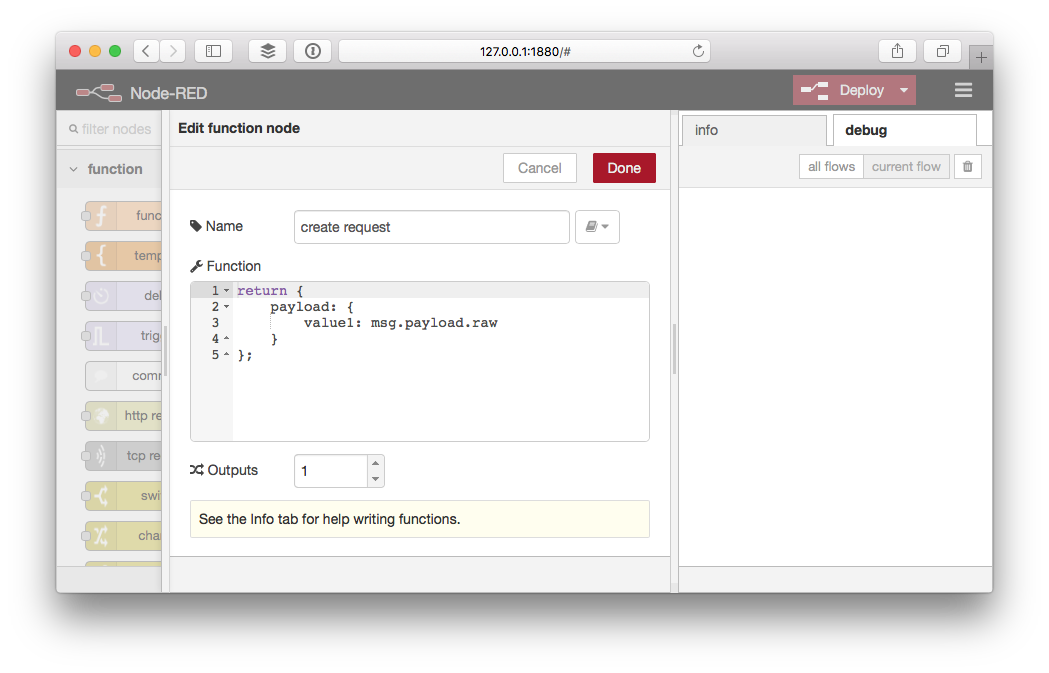 127.0.0.1:1880/#
Node-RED
Deploy
filter nodes
Edit function node
info
debug
function
Cancel
Done
all flows
current flow
func
Name
create request
temp
Function
del
1 return {
2 payload: {
3 value1: msg.payload.raw
4 }
5 };
trig
comm
http re
tcp re
Outputs
1
swi
See the Info tab for help writing functions.
cha